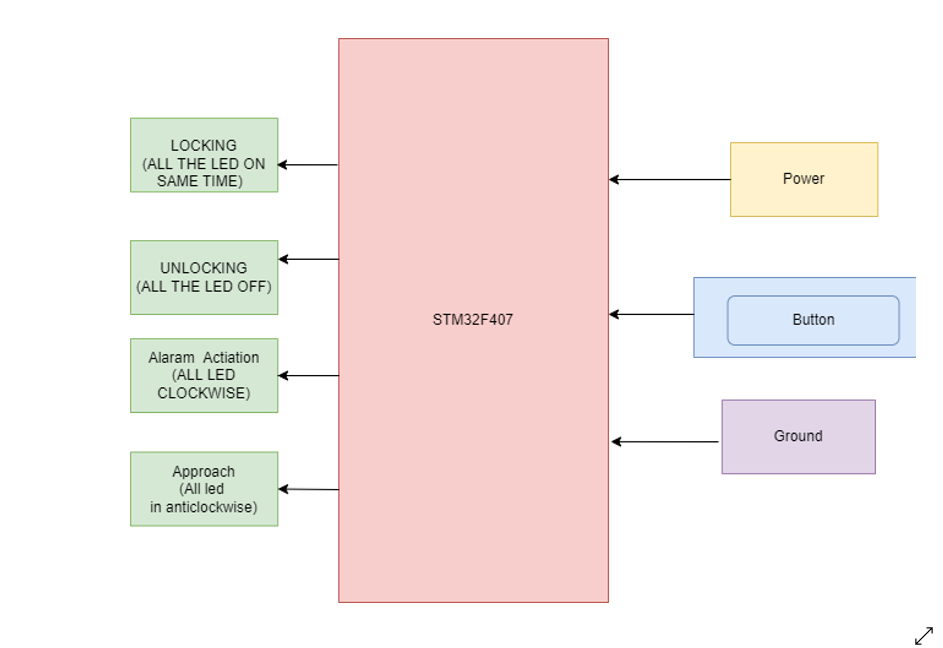 LOCKING
(ALL THE LED ON
SAME TIME)
UNLOCKING
(ALL THE LED OFF)
Alaram Actiation
(ALL LED
CLOCKWISE)
Approach
(All led
in anticlockwise)
STM32F407
Power
Button
Ground